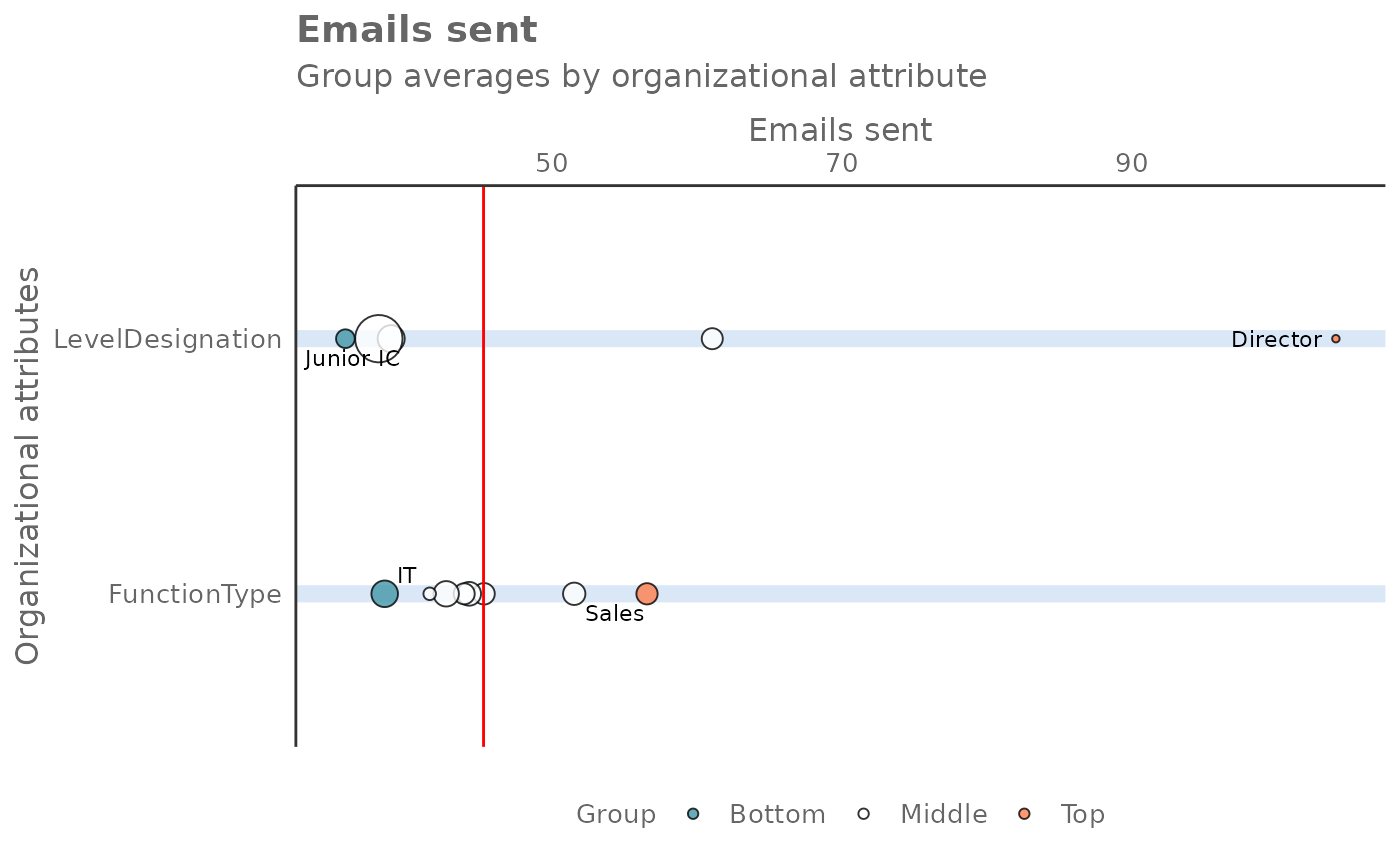 Emails sent
Group averages by organizational attribute
Emails sent
50 70 90
Organizational attributes
LevelDesignation
Junior IC
Director
FunctionType
IT
Sales
Group Bottom Middle Top